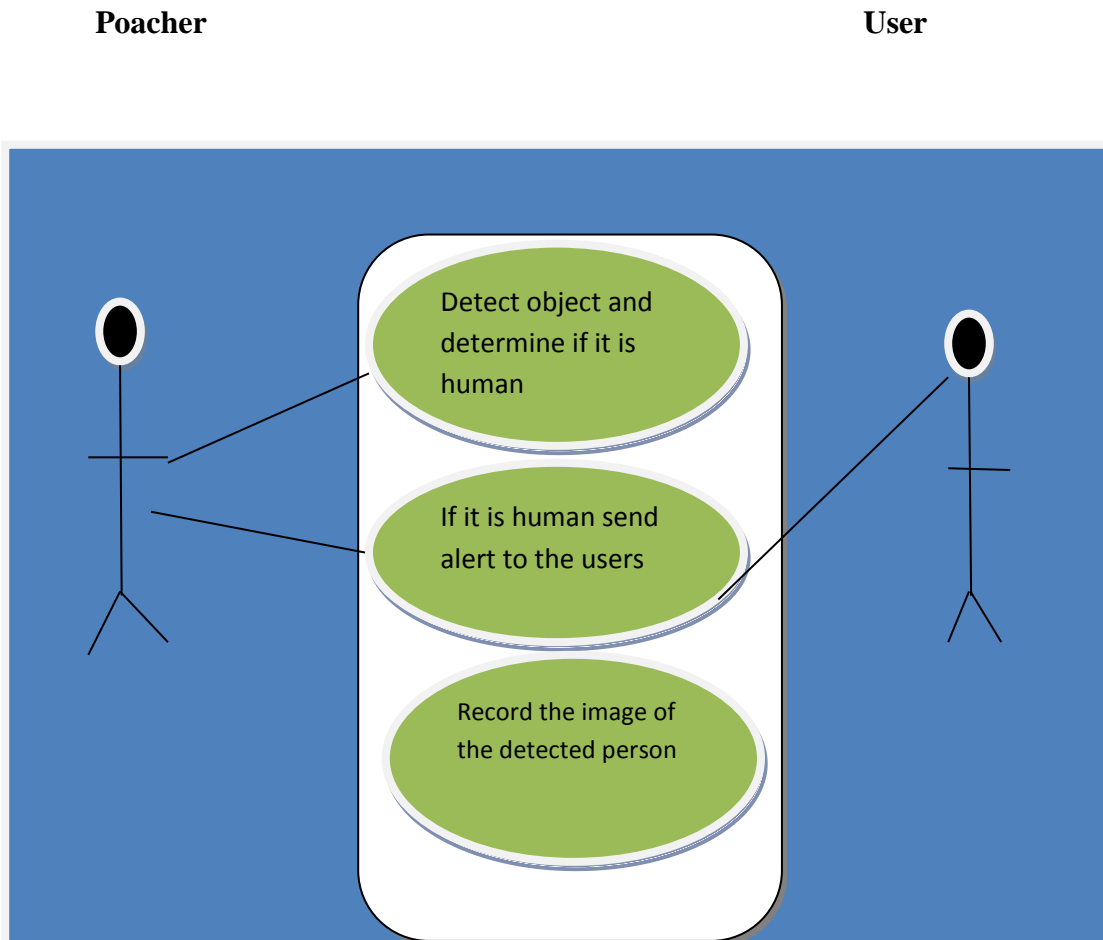 Poacher User
Detect object and
determine if it is
human
If it is human send
alert to the users
Record the image of
the detected person